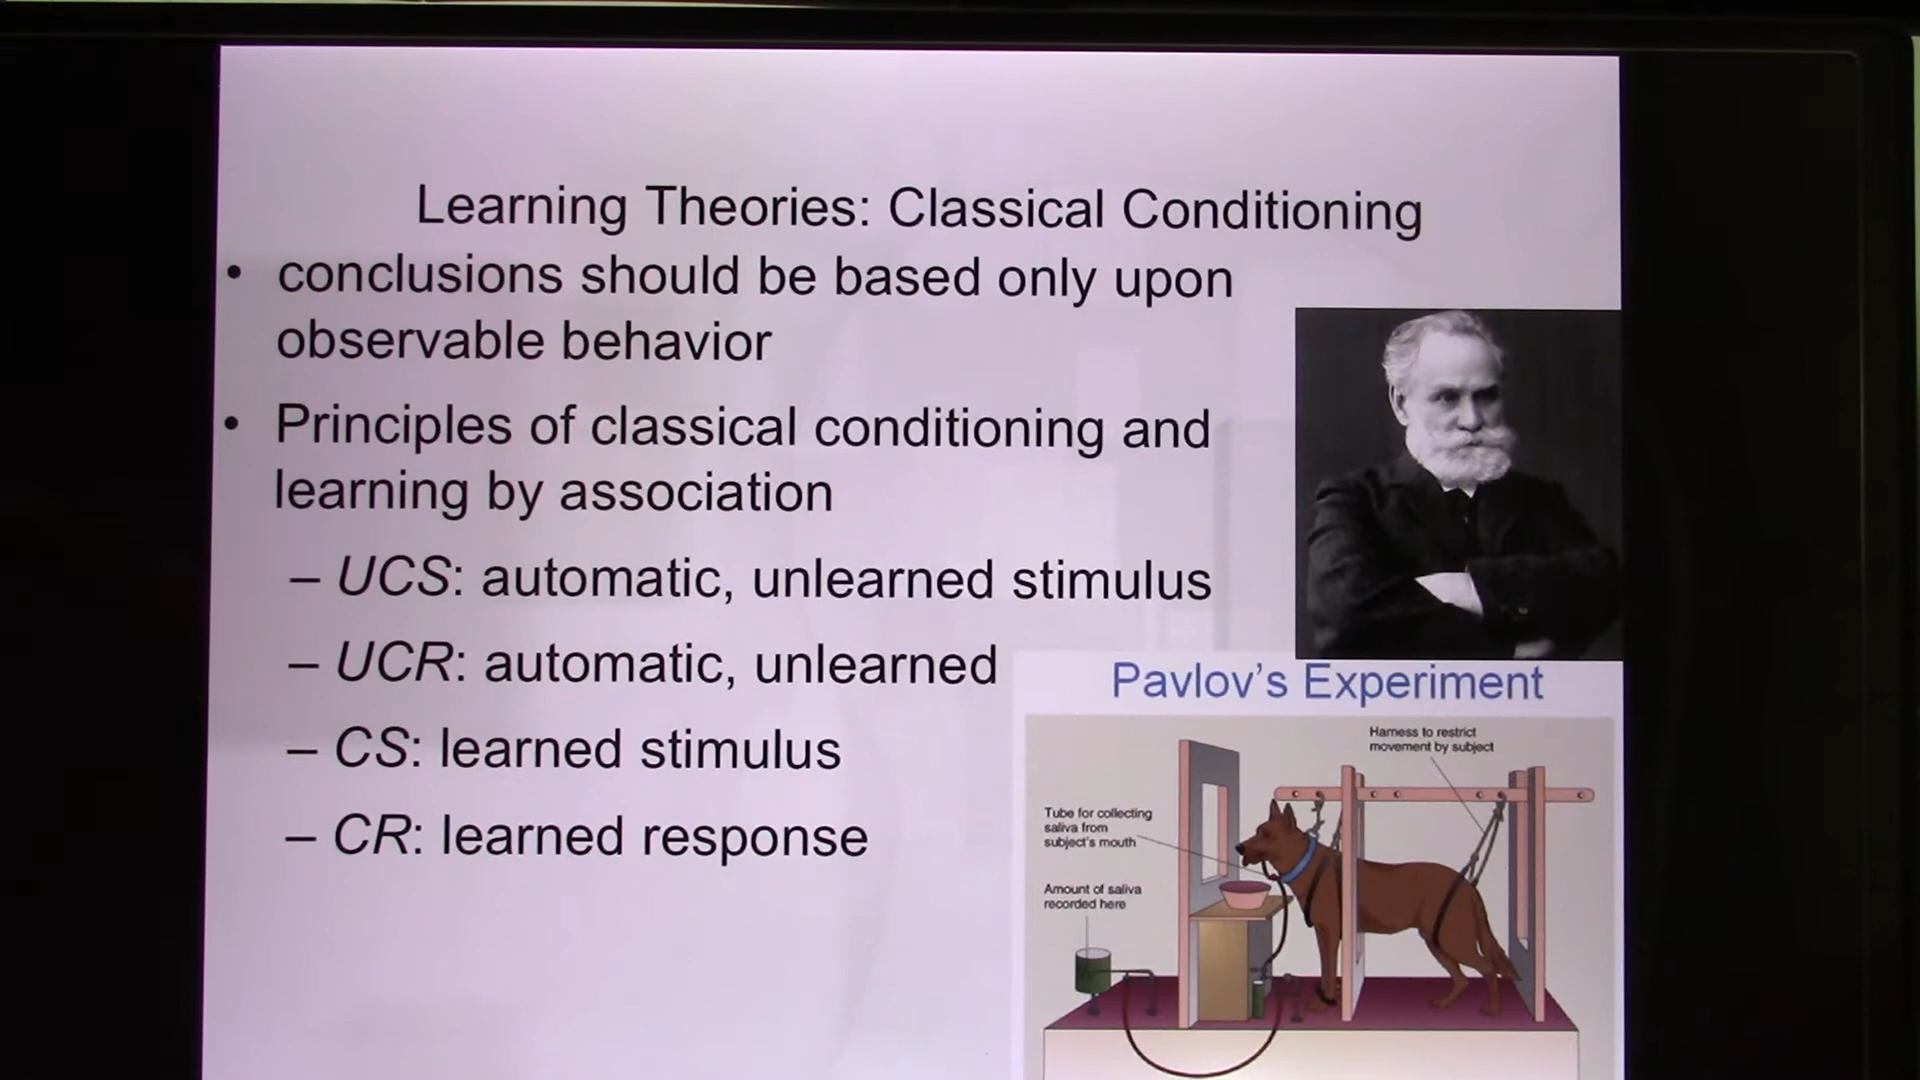 Learning Theories: Classical Conditioning
• conclusions should be based only upon
observable behavior
• Principles of classical conditioning and
learning by association
– UCS: automatic, unlearned stimulus
– UCR: automatic, unlearned
– CS: learned stimulus
– CR: learned response
Pavlov's Experiment
Harness to restrict
movement by subject
Tube for collecting
saliva from
subject's mouth
Amount of saliva
recorded here